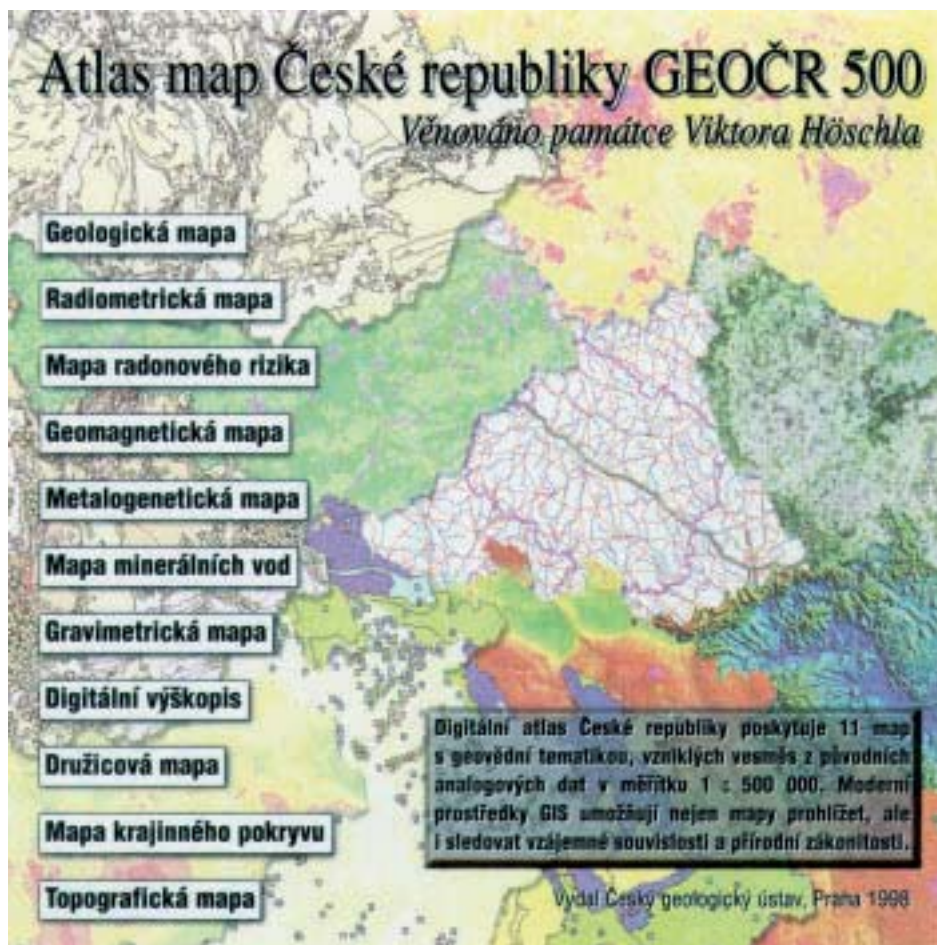 Atlas map České republiky GEOČR 500
Věnováno památce Viktora Höschla
Geologická mapa
Radiometrická mapa
Mapa radonového rizika
Geomagnetická mapa
Metalogenetická mapa
Mapa minerálních vod
Gravimetrická mapa
Digitální výškopis
Družicová mapa
Mapa krajinného pokryvu
Topografická mapa
Digitální atlas České republiky poskytuje 11 map
s geovědní tematikou, vzniklých vesměs z původních
analogových dat v měřítku 1 : 500 000. Moderní
prostředky GIS umožňují nejen mapy prohlížet, ale
i sledovat vzájemné souvislosti a přírodní zákonitosti.
Vydal Český geologický ústav, Praha 1998